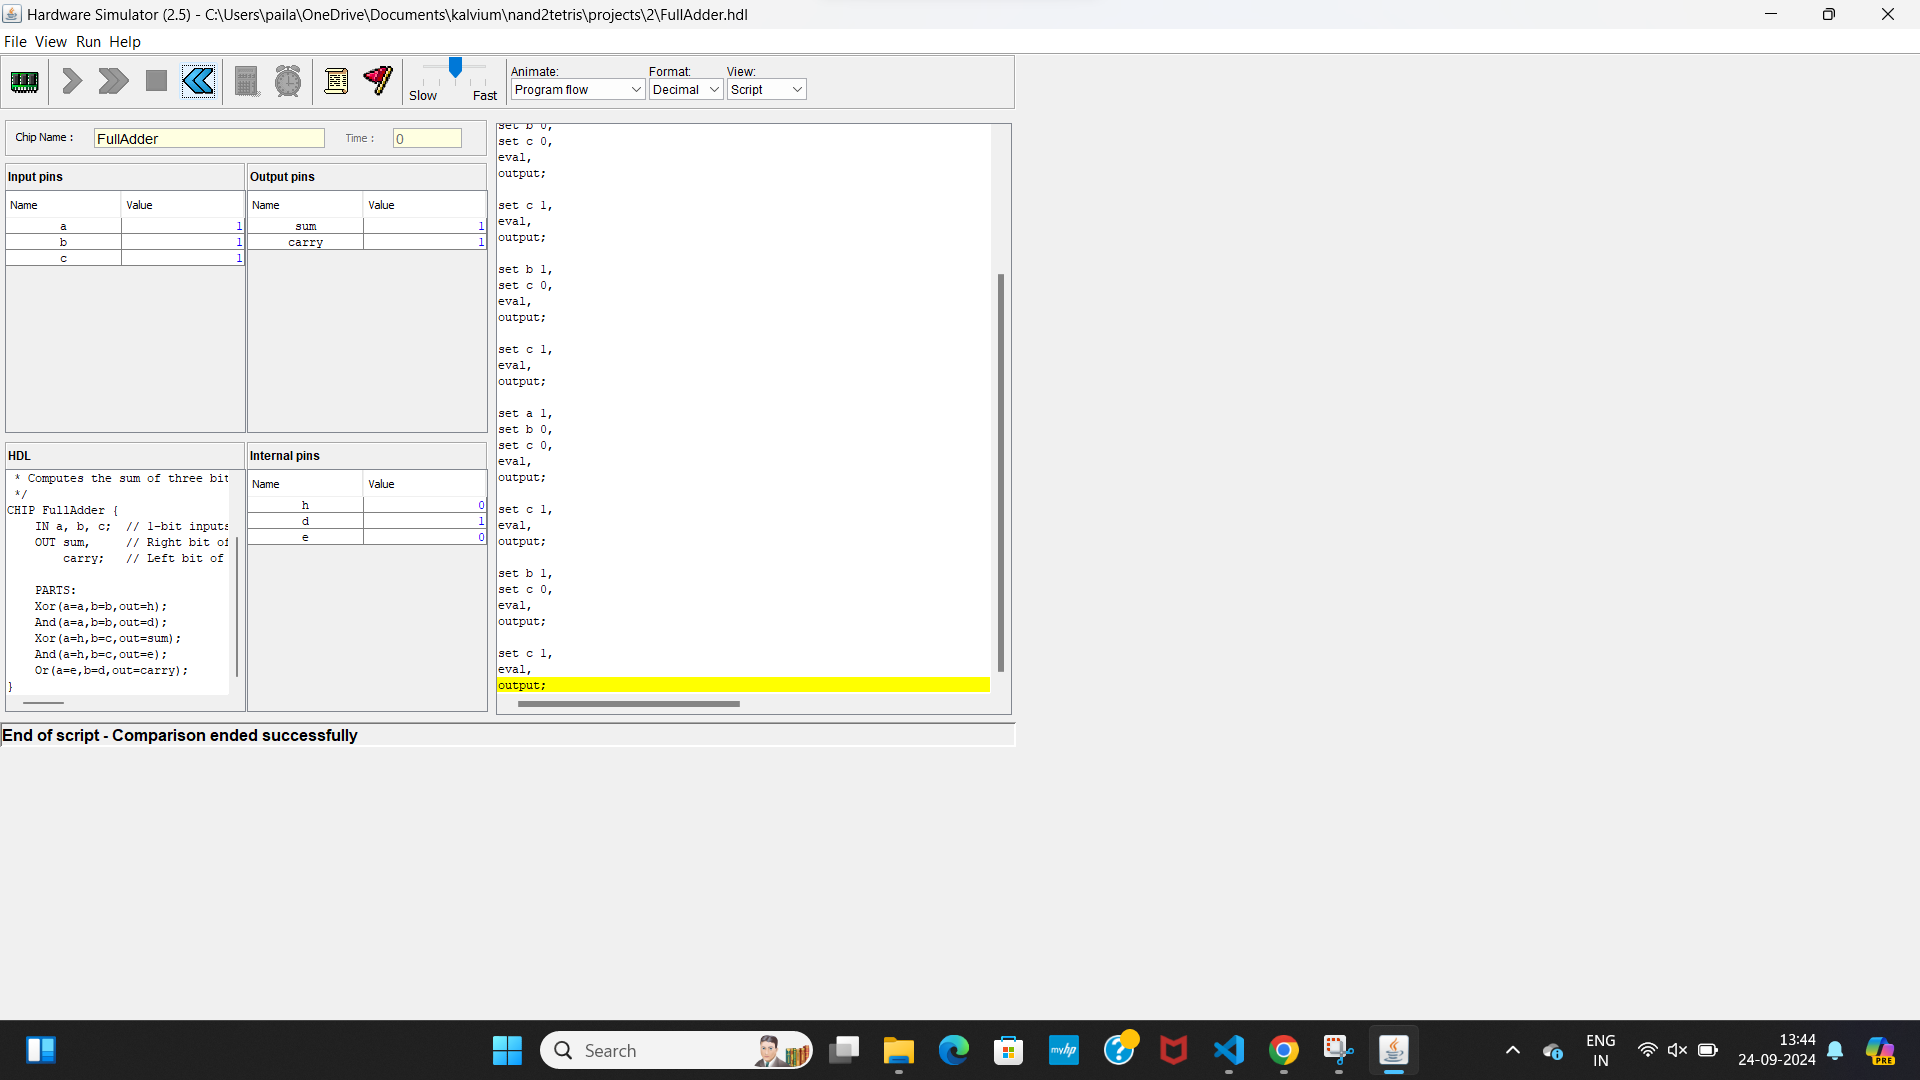 Hardware Simulator (2.5) - C:\Users\paila\OneDrive\Documents\kalvium\nand2tetris\projects\2\FullAdder.hdl
File View Run Help
Slow Fast
Animate:
Program flow
Format:
Decimal
View:
Script
Chip Name :
FullAdder
Time :
0
Input pins
Name Value
a 1
b 1
c 1
Output pins
Name Value
sum 1
carry 1
HDL
* Computes the sum of three bit
*/
CHIP FullAdder {
IN a, b, c;  // 1-bit inputs
OUT sum,     // Right bit of
carry;   // Left bit of
PARTS:
Xor(a=a,b=b,out=h);
And(a=a,b=b,out=d);
Xor(a=h,b=c,out=sum);
And(a=h,b=c,out=e);
Or(a=e,b=d,out=carry);
}
Internal pins
Name Value
h 0
d 1
e 0
set b 0,
set c 0,
eval,
output;
set c 1,
eval,
output;
set b 1,
set c 0,
eval,
output;
set c 1,
eval,
output;
set a 1,
set b 0,
set c 0,
eval,
output;
set c 1,
eval,
output;
set b 1,
set c 0,
eval,
output;
set c 1,
eval,
output;
End of script - Comparison ended successfully
Search
myhp
?
ENG
IN
13:44
24-09-2024
PRE